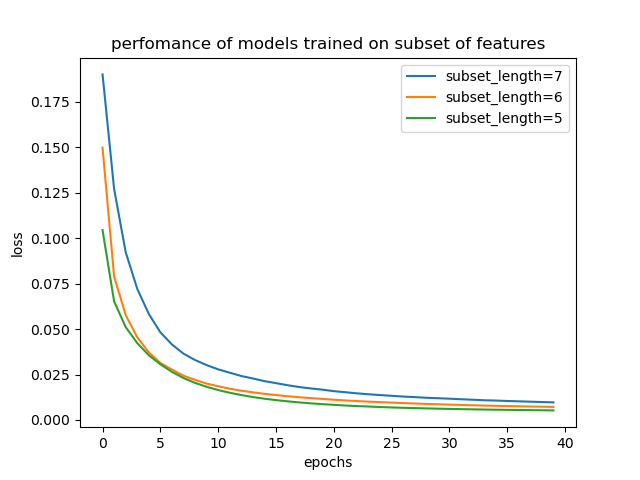 perfomance of models trained on subset of features
subset_length=7
subset_length=6
subset_length=5
0.175
0.150
0.125
0.100
0.075
0.050
0.025
0.000
loss
0 5 10 15 20 25 30 35 40
epochs